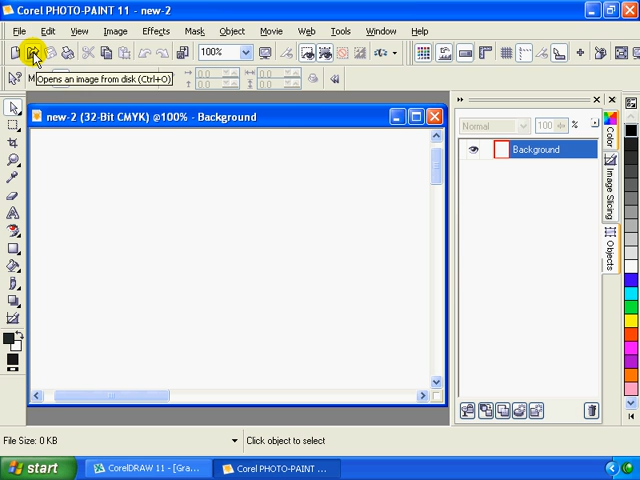 Corel PHOTO-PAINT 11 - new-2
File Edit View Image Effects Mask Object Movie Web Tools Window Help
100%
Opens an image from disk (Ctrl+O)
new-2 (32-Bit CMYK) @100% - Background
Normal 100 %
Background
Color
Image Slicing
Objects
File Size: 0 KB Click object to select
start CorelDRAW 11 - [Gra... Corel PHOTO-PAINT ...